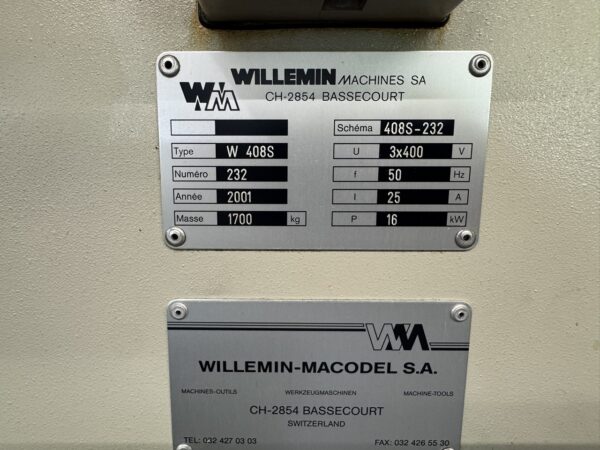 WM WILLEMIN MACHINES SA
CH-2854 BASSECOURT
Schéma 408S-232
Type W 408S U 3x400 V
Numéro 232 f 50 Hz
Année 2001 I 25 A
Masse 1700 kg P 16 kW
WM
WILLEMIN-MACODEL S.A.
MACHINES-OUTILS WERKZEUGMASCHINEN MACHINE-TOOLS
CH-2854 BASSECOURT
SWITZERLAND
TEL: 032 427 03 03 FAX: 032 426 55 30